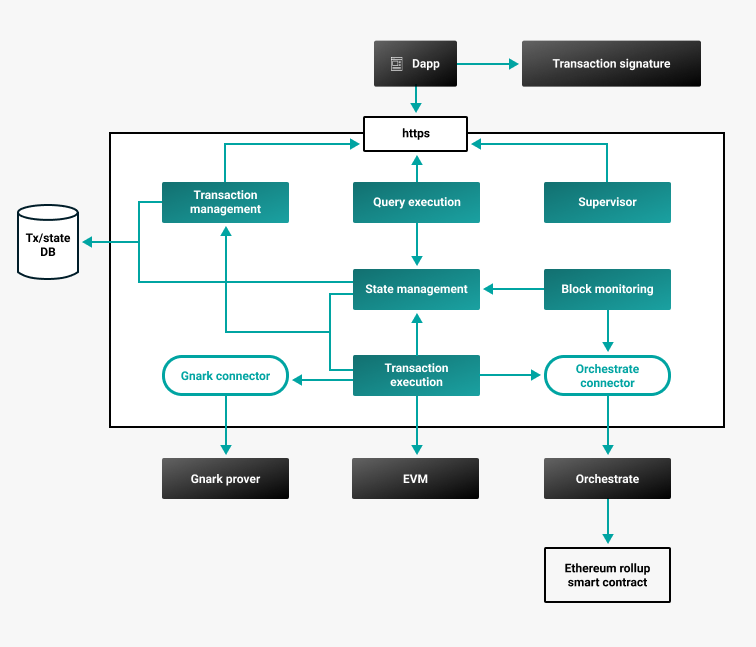 Dapp
Transaction signature
https
Transaction
management
Query execution
Supervisor
Tx/state
DB
State management
Block monitoring
Gnark connector
Transaction
execution
Orchestrate
connector
Gnark prover
EVM
Orchestrate
Ethereum rollup
smart contract